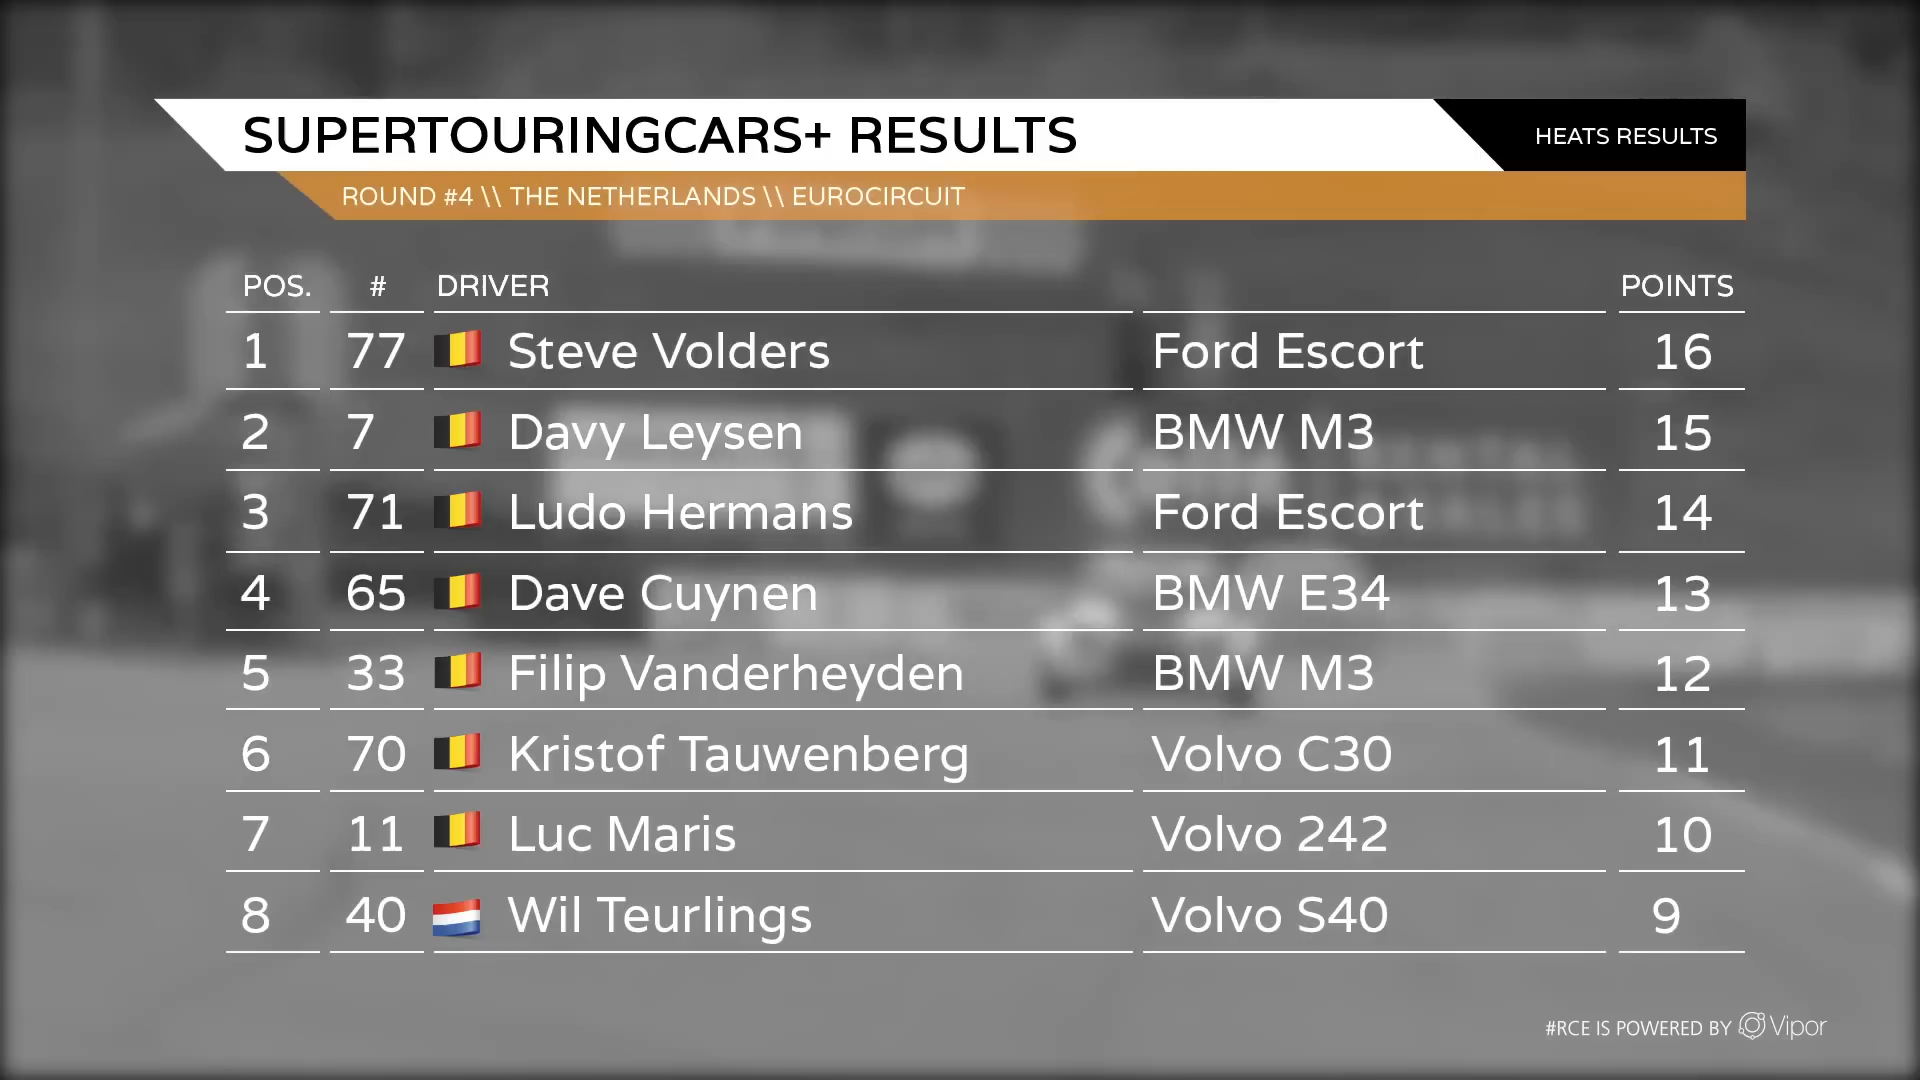 SUPERTOURINGCARS+ RESULTS HEATS RESULTS
ROUND #4 \\ THE NETHERLANDS \\ EUROCIRCUIT
POS. # DRIVER POINTS
1 77 Steve Volders Ford Escort 16
2 7 Davy Leysen BMW M3 15
3 71 Ludo Hermans Ford Escort 14
4 65 Dave Cuynen BMW E34 13
5 33 Filip Vanderheyden BMW M3 12
6 70 Kristof Tauwenberg Volvo C30 11
7 11 Luc Maris Volvo 242 10
8 40 Wil Teurlings Volvo S40 9
#RCE IS POWERED BY Vipor